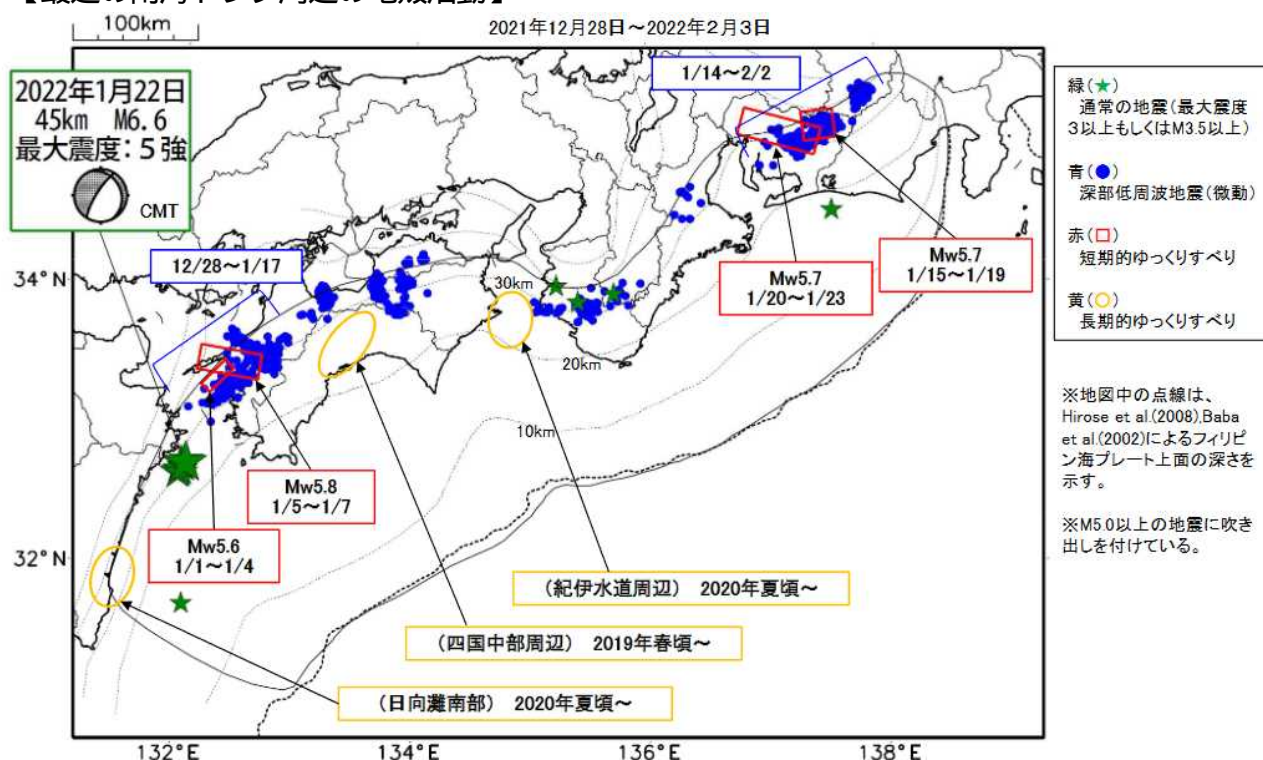 100km
2021年12月28日～2022年2月3日
2022年1月22日
45km M6.6
最大震度：5強
CMT
1/14～2/2
12/28～1/17
34°N
32°N
30km
20km
10km
Mw5.7
1/20～1/23
Mw5.7
1/15～1/19
Mw5.8
1/5～1/7
Mw5.6
1/1～1/4
（紀伊水道周辺） 2020年夏頃～
（四国中部周辺） 2019年春頃～
（日向灘南部） 2020年夏頃～
132°E
134°E
136°E
138°E
緑（★）
通常の地震（最大震度
3以上もしくはM3.5以上）
青（●）
深部低周波地震（微動）
赤（□）
短期的ゆっくりすべり
黄（○）
長期的ゆっくりすべり
※地図中の点線は、
Hirose et al.(2008),Baba
et al.(2002)によるフィリピ
ン海プレート上面の深さを
示す。
※M5.0以上の地震に吹き
出しを付けている。